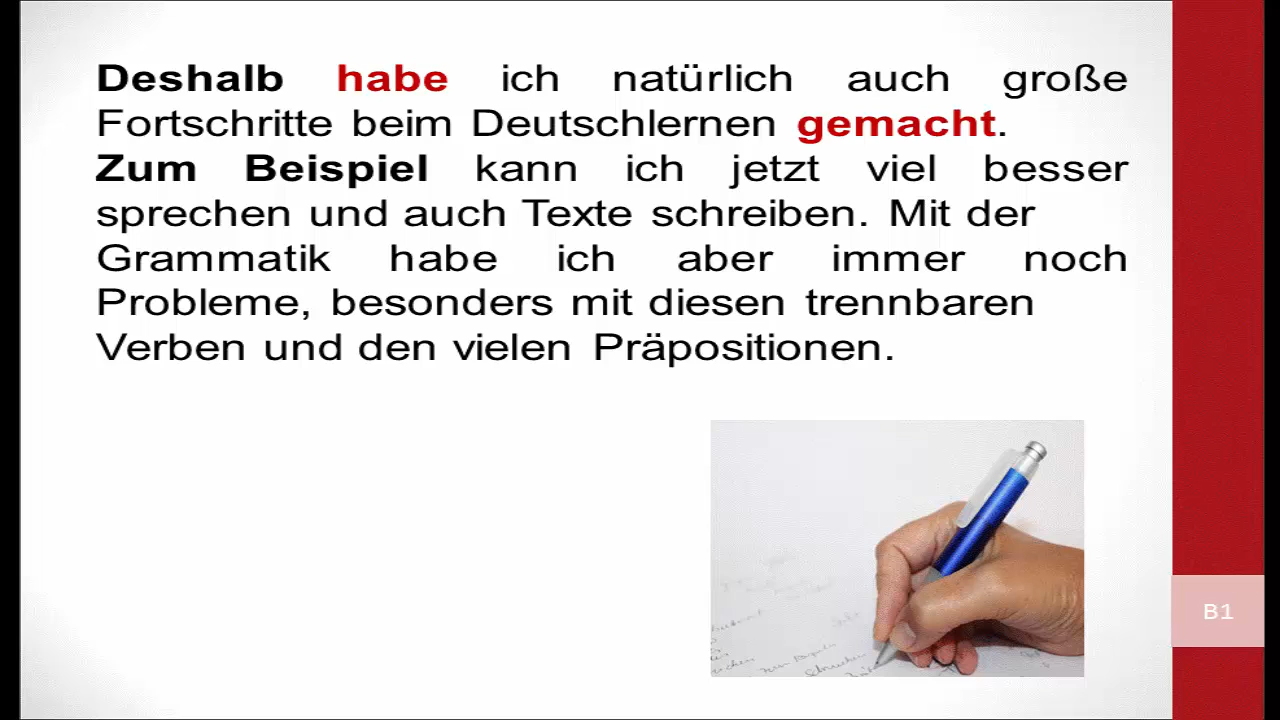 Deshalb habe ich natürlich auch große
Fortschritte beim Deutschlernen gemacht.
Zum Beispiel kann ich jetzt viel besser
sprechen und auch Texte schreiben. Mit der
Grammatik habe ich aber immer noch
Probleme, besonders mit diesen trennbaren
Verben und den vielen Präpositionen.
B1